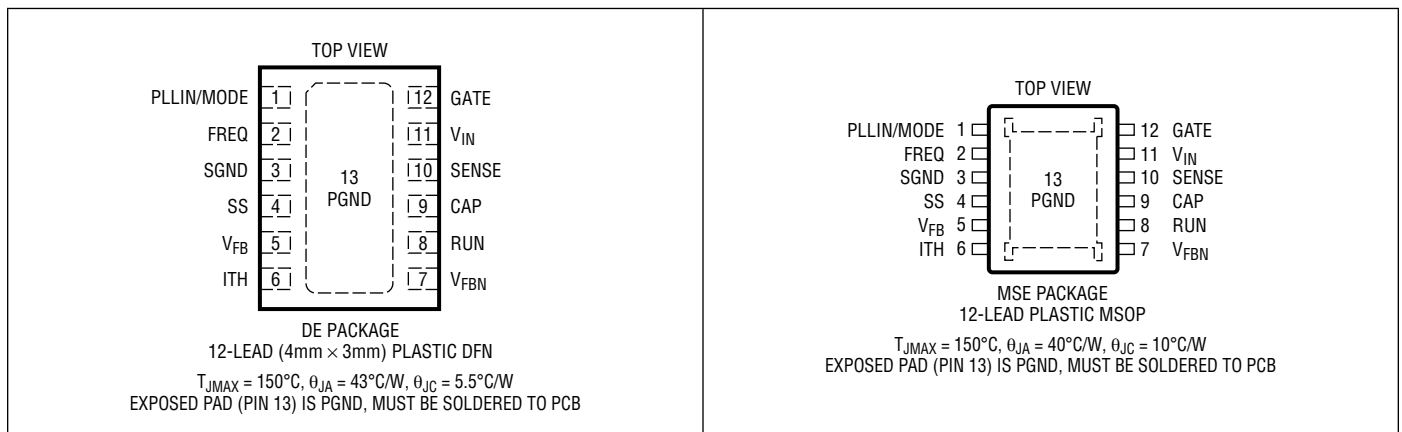 TOP VIEW
PLLIN/MODE 1
FREQ 2
SGND 3
SS 4
VFB 5
ITH 6
13
PGND
12 GATE
11 VIN
10 SENSE
9 CAP
8 RUN
7 VFBN
DE PACKAGE
12-LEAD (4mm × 3mm) PLASTIC DFN
TJMAX = 150°C, θJA = 43°C/W, θJC = 5.5°C/W
EXPOSED PAD (PIN 13) IS PGND, MUST BE SOLDERED TO PCB
TOP VIEW
PLLIN/MODE 1
FREQ 2
SGND 3
SS 4
VFB 5
ITH 6
13
PGND
12 GATE
11 VIN
10 SENSE
9 CAP
8 RUN
7 VFBN
MSE PACKAGE
12-LEAD PLASTIC MSOP
TJMAX = 150°C, θJA = 40°C/W, θJC = 10°C/W
EXPOSED PAD (PIN 13) IS PGND, MUST BE SOLDERED TO PCB